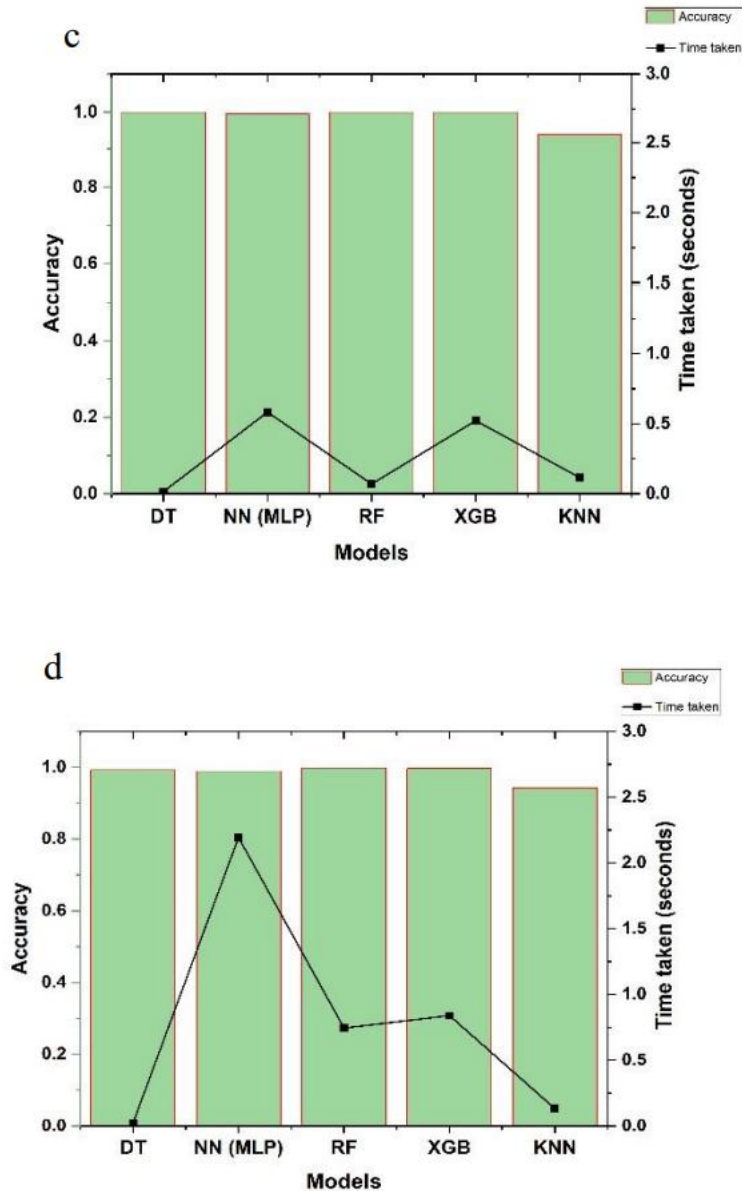 c
Accuracy
Time taken
1.0
0.8
0.6
0.4
0.2
0.0
Accuracy
3.0
2.5
2.0
1.5
1.0
0.5
0.0
Time taken (seconds)
DT NN (MLP) RF XGB KNN
Models
d
Accuracy
Time taken
1.0
0.8
0.6
0.4
0.2
0.0
Accuracy
3.0
2.5
2.0
1.5
1.0
0.5
0.0
Time taken (seconds)
DT NN (MLP) RF XGB KNN
Models